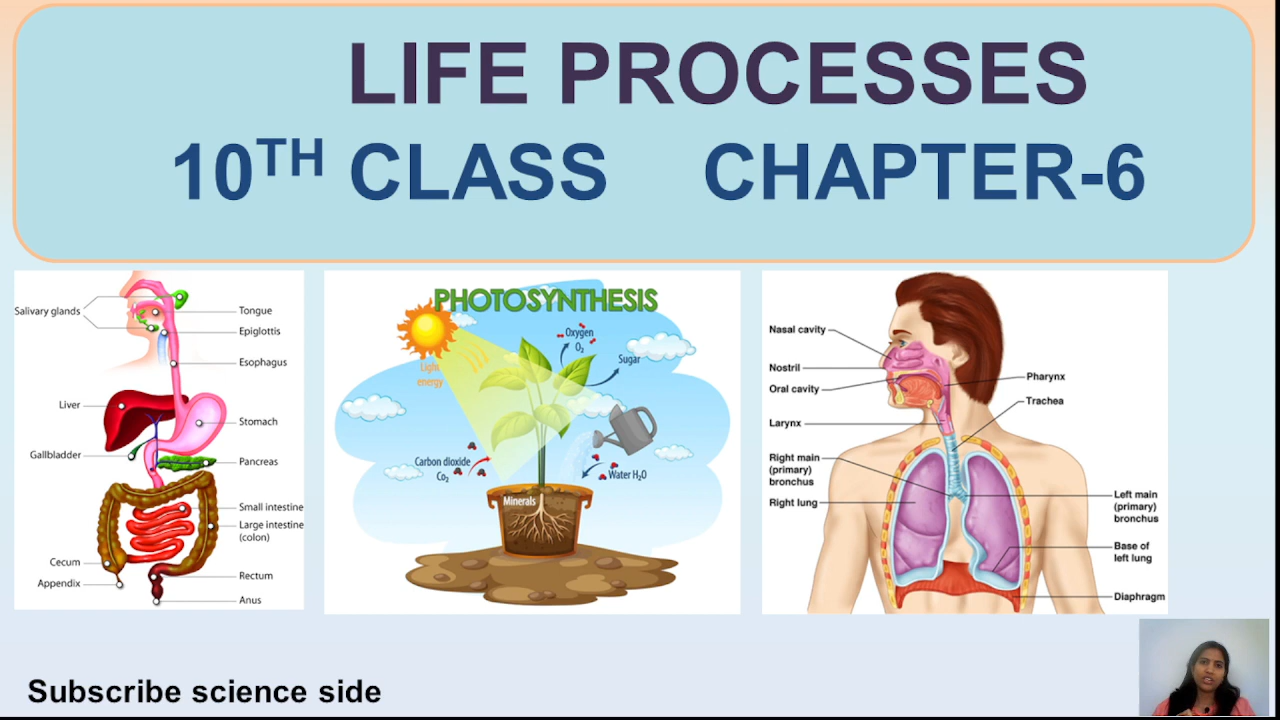 LIFE PROCESSES
10TH CLASS CHAPTER-6
Salivary glands
Tongue
Epiglottis
Esophagus
Liver
Stomach
Gallbladder
Pancreas
Small intestine
Large intestine
(colon)
Cecum
Appendix
Rectum
Anus
PHOTOSYNTHESIS
Light
energy
Oxygen
O₂
Sugar
Carbon dioxide
Co₂
Water H₂O
Minerals
Nasal cavity
Nostril
Oral cavity
Larynx
Pharynx
Trachea
Right main
(primary)
bronchus
Right lung
Left main
(primary)
bronchus
Base of
left lung
Diaphragm
Subscribe science side